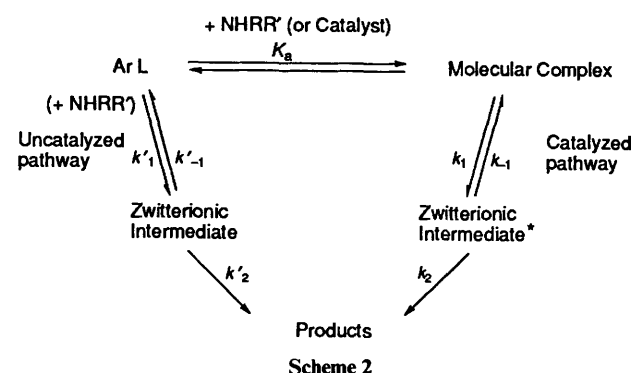 + NHRR' (or Catalyst)
Kₐ
Ar L
Molecular Complex
(+ NHRR')
Uncatalyzed pathway
k'₁
k'₋₁
k₁
k₋₁
Catalyzed pathway
Zwitterionic Intermediate
Zwitterionic Intermediate*
k'₂
k₂
Products
Scheme 2